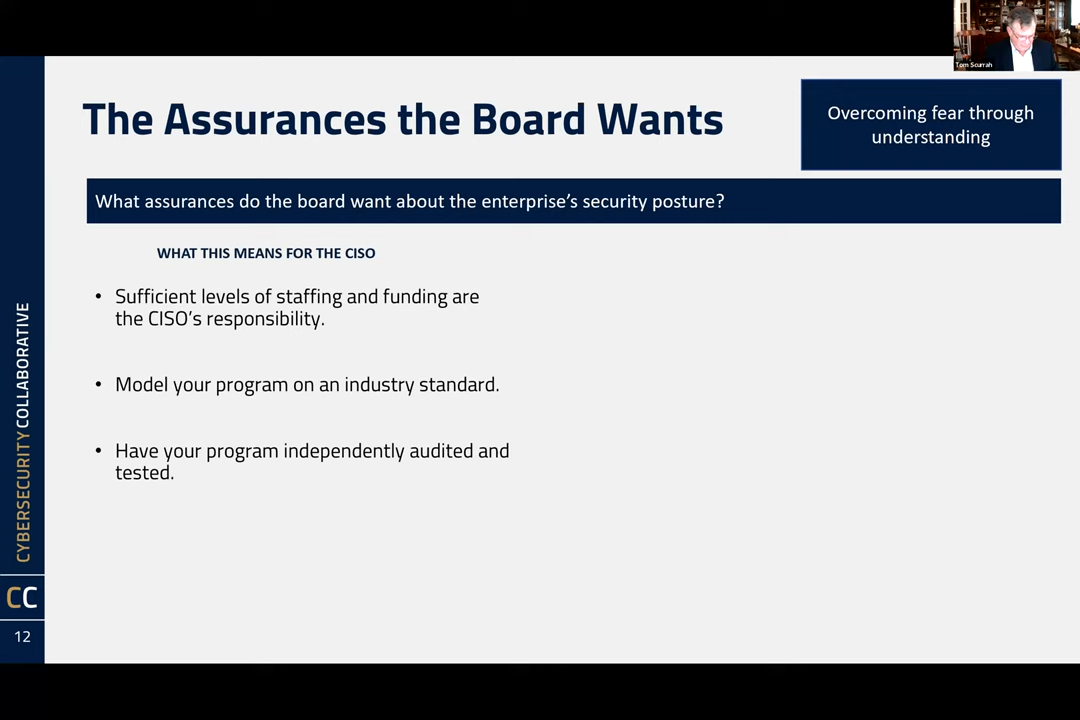 Tom Scurrah
The Assurances the Board Wants
Overcoming fear through
understanding
What assurances do the board want about the enterprise's security posture?
WHAT THIS MEANS FOR THE CISO
• Sufficient levels of staffing and funding are
the CISO's responsibility.
• Model your program on an industry standard.
• Have your program independently audited and
tested.
CYBERSECURITY COLLABORATIVE
CC
12